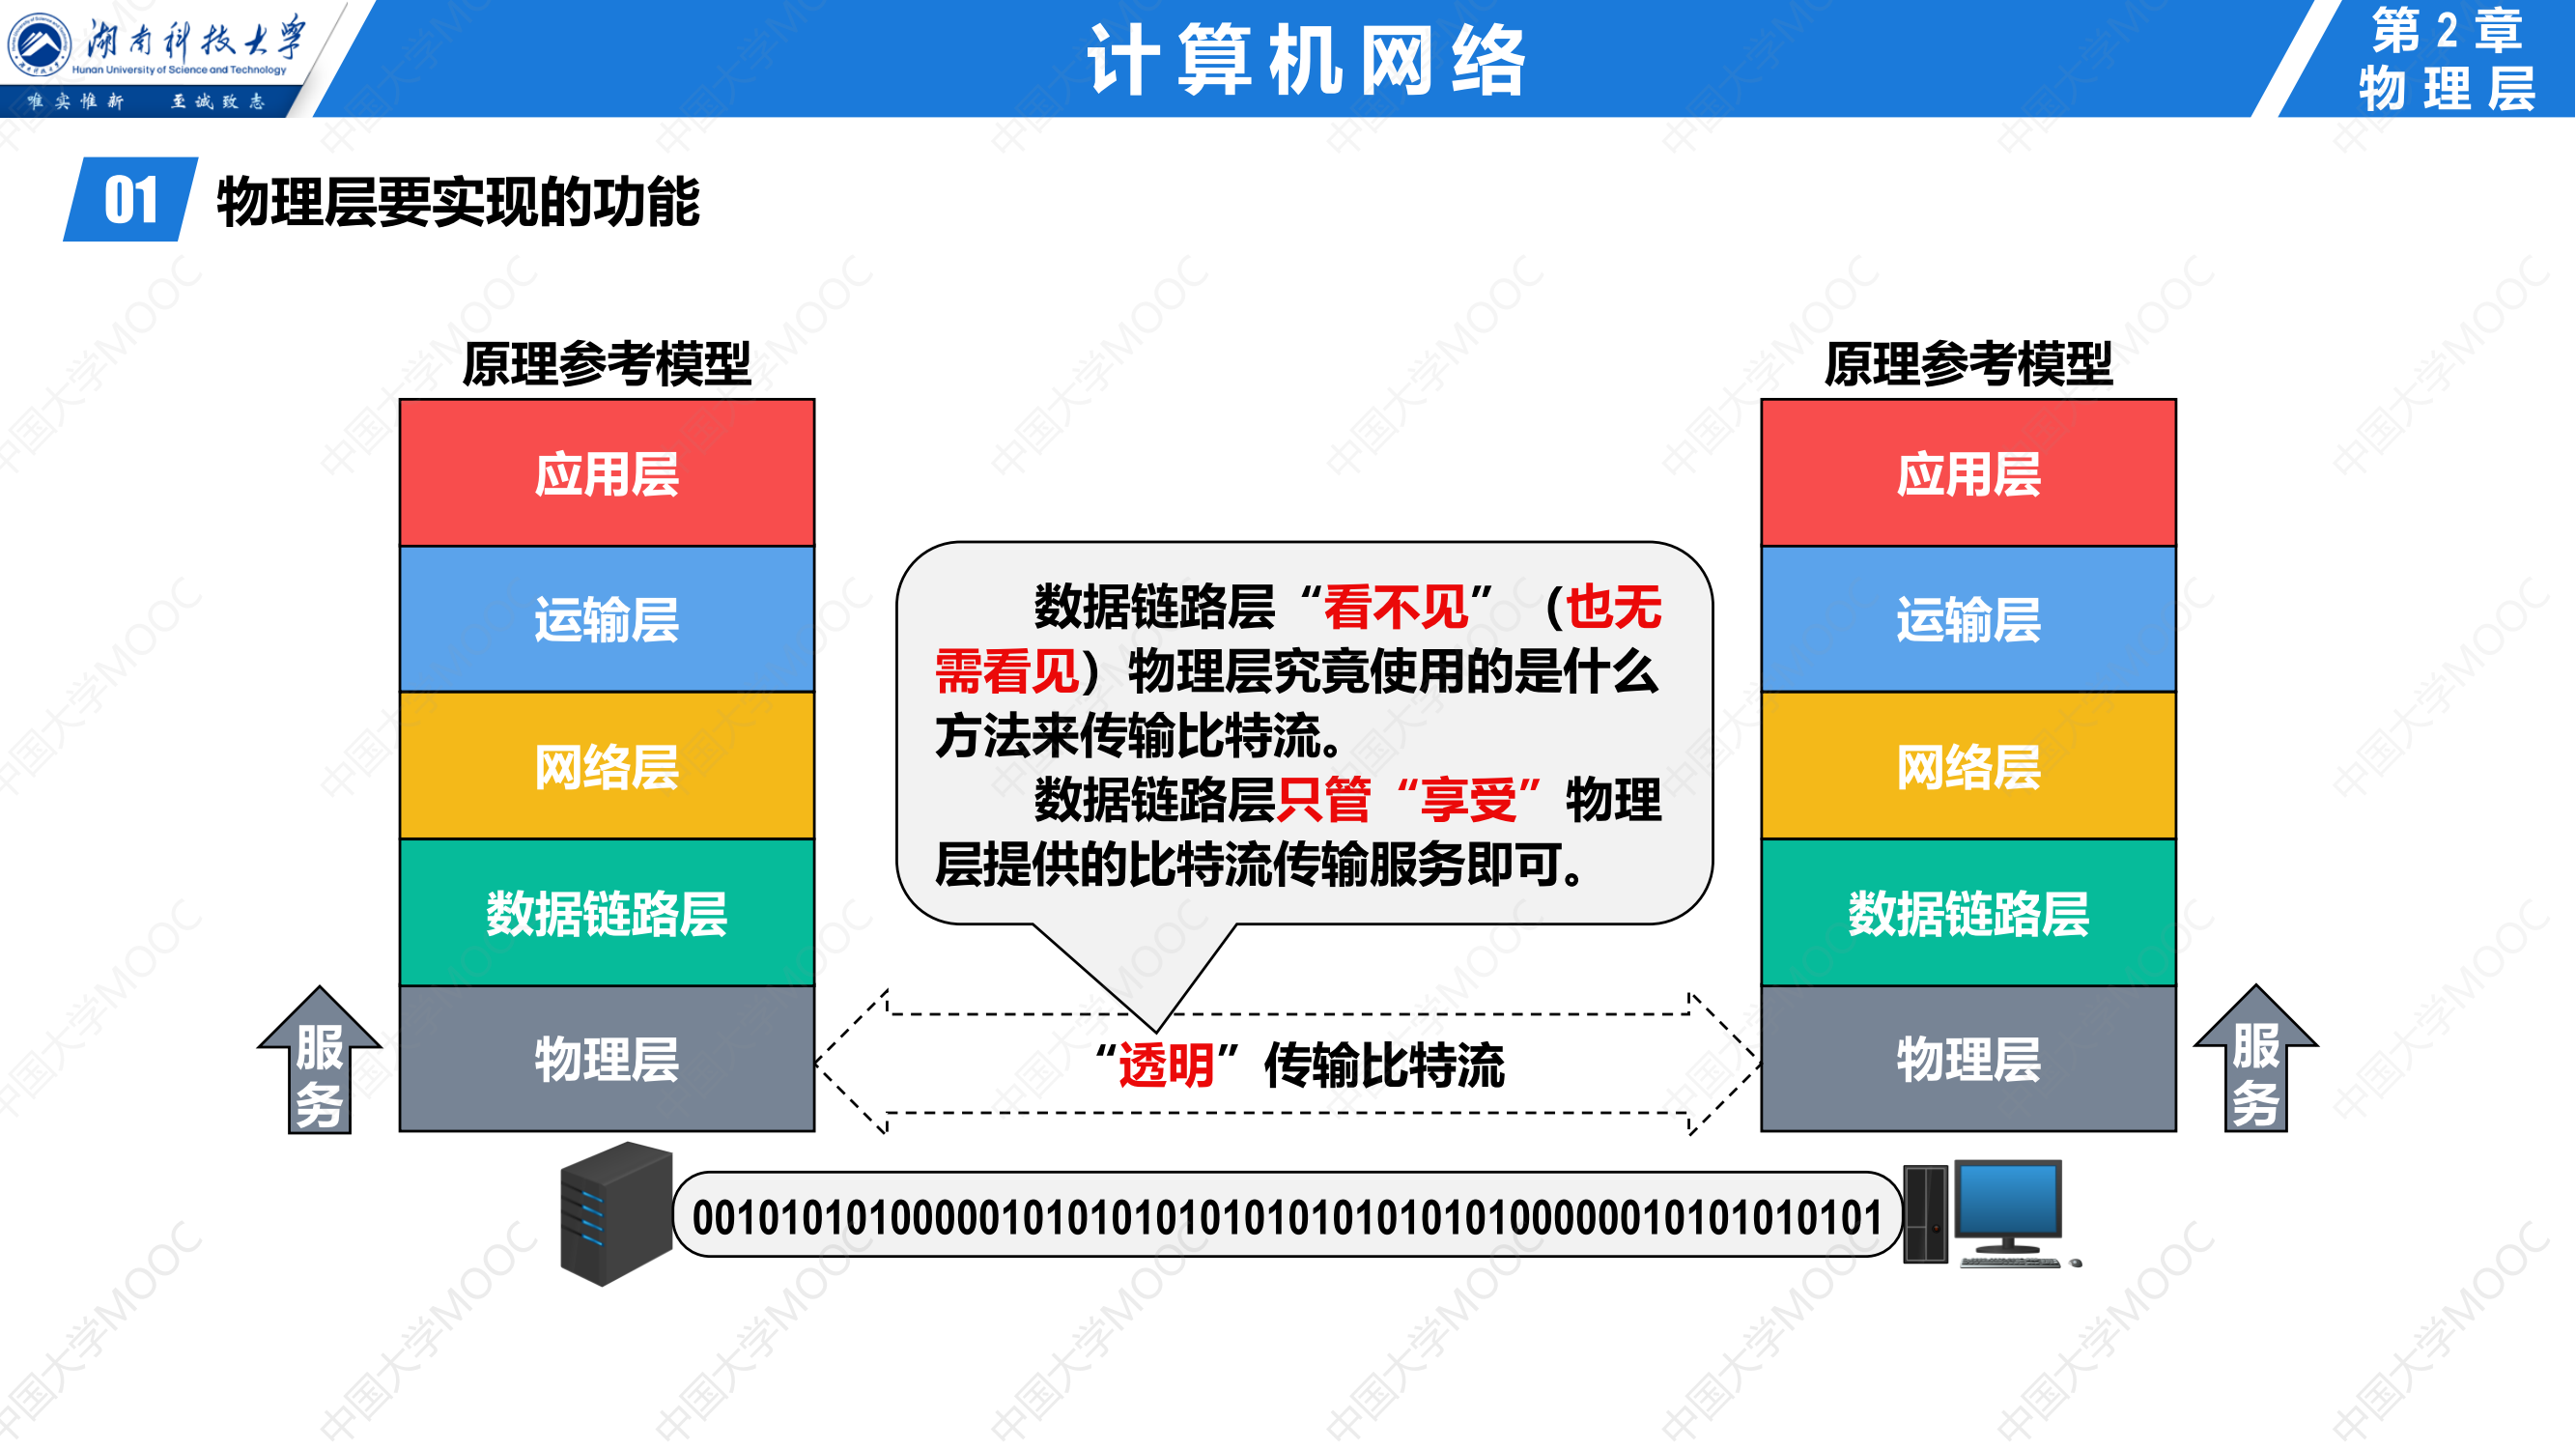 湖南科技大学
Hunan University of Science and Technology
唯实惟新 至诚致志
计算机网络
第2章
物理层
01 物理层要实现的功能
原理参考模型
应用层
运输层
网络层
数据链路层
物理层
服务
数据链路层“看不见”（也无
需看见）物理层究竟使用的是什么
方法来传输比特流。
数据链路层只管“享受”物理
层提供的比特流传输服务即可。
“透明”传输比特流
原理参考模型
应用层
运输层
网络层
数据链路层
物理层
服务
001010101000001010101010101010101010100000010101010101
中国大学MOOC